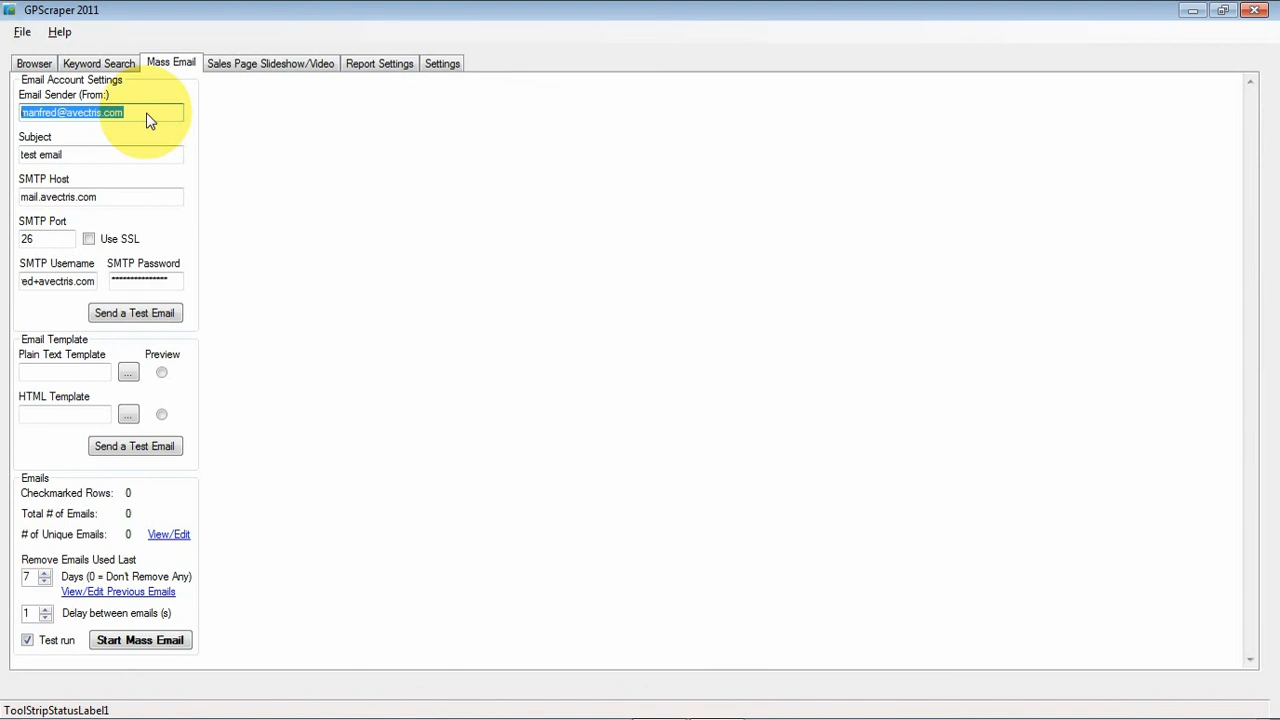 GPScraper 2011
File Help
Browser Keyword Search Mass Email Sales Page Slideshow/Video Report Settings Settings
Email Account Settings
Email Sender (From:)
manfred@avectris.com
Subject
test email
SMTP Host
mail.avectris.com
SMTP Port
26 Use SSL
SMTP Username SMTP Password
red+avectris.com ***************
Send a Test Email
Email Template
Plain Text Template Preview
...
HTML Template
...
Send a Test Email
Emails
Checkmarked Rows: 0
Total # of Emails: 0
# of Unique Emails: 0 View/Edit
Remove Emails Used Last
7 Days (0 = Don't Remove Any)
View/Edit Previous Emails
1 Delay between emails (s)
Test run Start Mass Email
ToolStripStatusLabel1